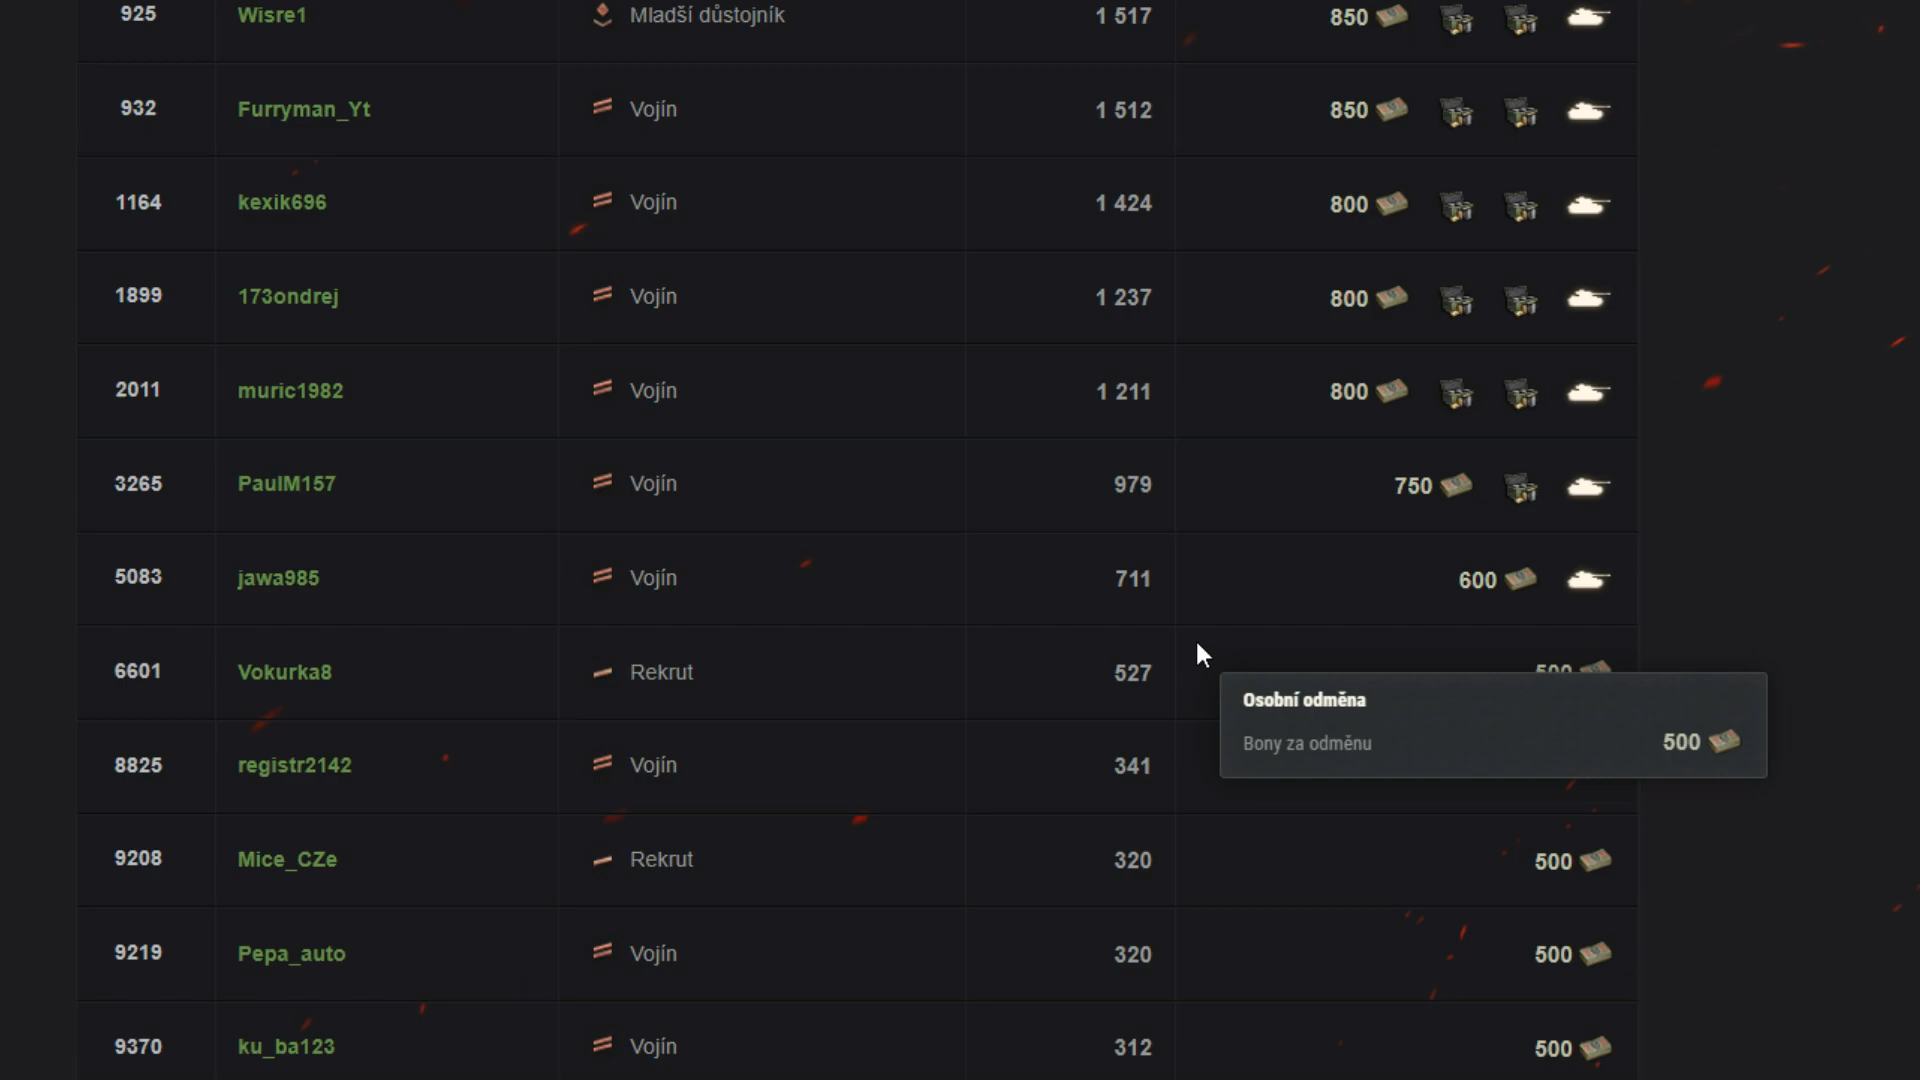 925 Wisre1 Mladší důstojník 1 517 850
932 Furryman_Yt Vojín 1 512 850
1164 kexik696 Vojín 1 424 800
1899 173ondrej Vojín 1 237 800
2011 muric1982 Vojín 1 211 800
3265 PaulM157 Vojín 979 750
5083 jawa985 Vojín 711 600
6601 Vokurka8 Rekrut 527 500
Osobní odměna
Bony za odměnu 500
8825 registr2142 Vojín 341
9208 Mice_CZe Rekrut 320 500
9219 Pepa_auto Vojín 320 500
9370 ku_ba123 Vojín 312 500